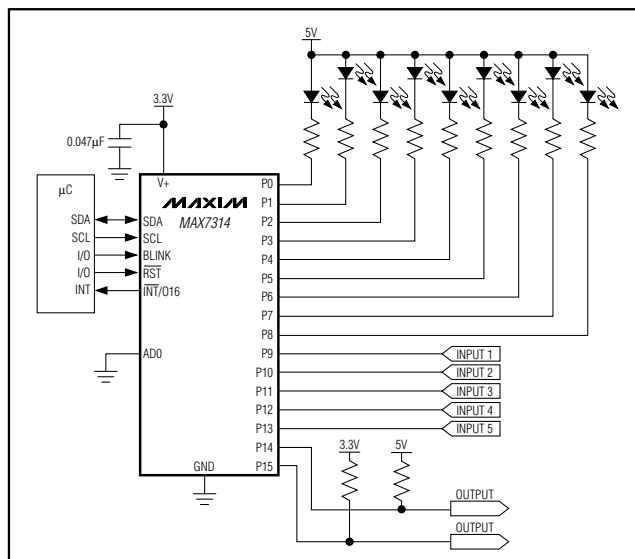 5V
3.3V
0.047µF
µC
V+
MAXIM
MAX7314
SDA
SCL
I/O
I/O
INT
SDA
SCL
BLINK
RST
INT/O16
AD0
GND
P0
P1
P2
P3
P4
P5
P6
P7
P8
P9
P10
P11
P12
P13
P14
P15
INPUT 1
INPUT 2
INPUT 3
INPUT 4
INPUT 5
3.3V
5V
OUTPUT
OUTPUT